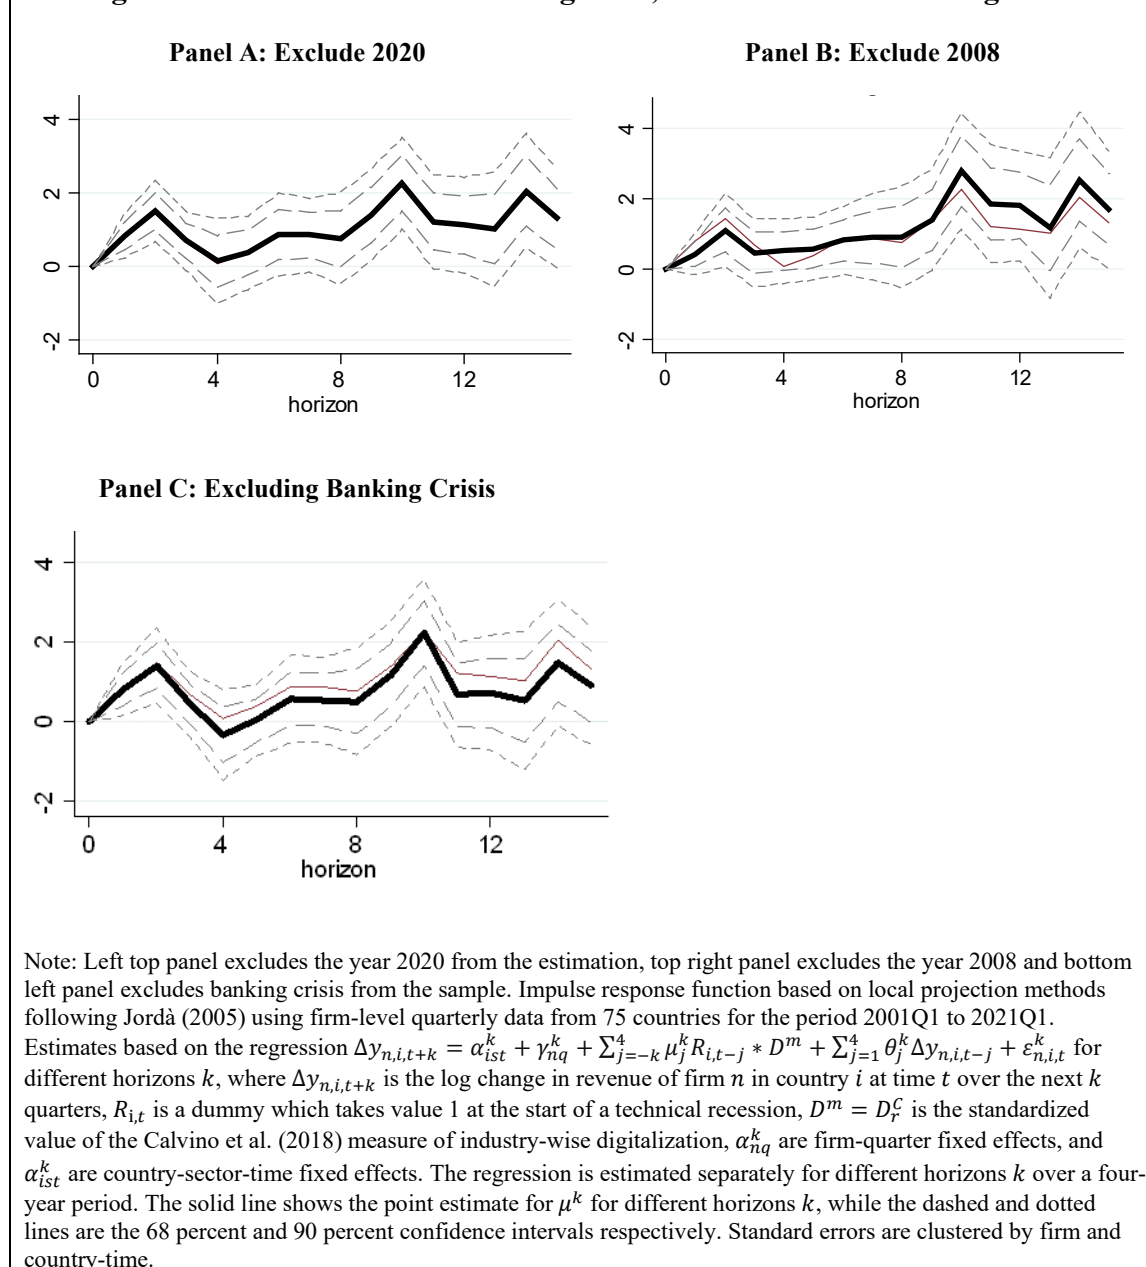 Panel A: Exclude 2020
Panel B: Exclude 2008
4
2
0
-2
0 4 8 12
horizon
4
2
0
-2
0 4 8 12
horizon
Panel C: Excluding Banking Crisis
4
2
0
-2
0 4 8 12
horizon
Note: Left top panel excludes the year 2020 from the estimation, top right panel excludes the year 2008 and bottom
left panel excludes banking crisis from the sample. Impulse response function based on local projection methods
following Jordà (2005) using firm-level quarterly data from 75 countries for the period 2001Q1 to 2021Q1.
Estimates based on the regression Δy_{n,i,t+k} = α^k_{ist} + γ^k_{nq} + ∑^4_{j=−k} μ^k_j R_{i,t−j} ∗ D^m + ∑^4_{j=1} θ^k_j Δy_{n,i,t−j} + ε^k_{n,i,t} for
different horizons k, where Δy_{n,i,t+k} is the log change in revenue of firm n in country i at time t over the next k
quarters, R_{i,t} is a dummy which takes value 1 at the start of a technical recession, D^m = D^C_r is the standardized
value of the Calvino et al. (2018) measure of industry-wise digitalization, α^k_{nq} are firm-quarter fixed effects, and
α^k_{ist} are country-sector-time fixed effects. The regression is estimated separately for different horizons k over a four-
year period. The solid line shows the point estimate for μ^k for different horizons k, while the dashed and dotted
lines are the 68 percent and 90 percent confidence intervals respectively. Standard errors are clustered by firm and
country-time.